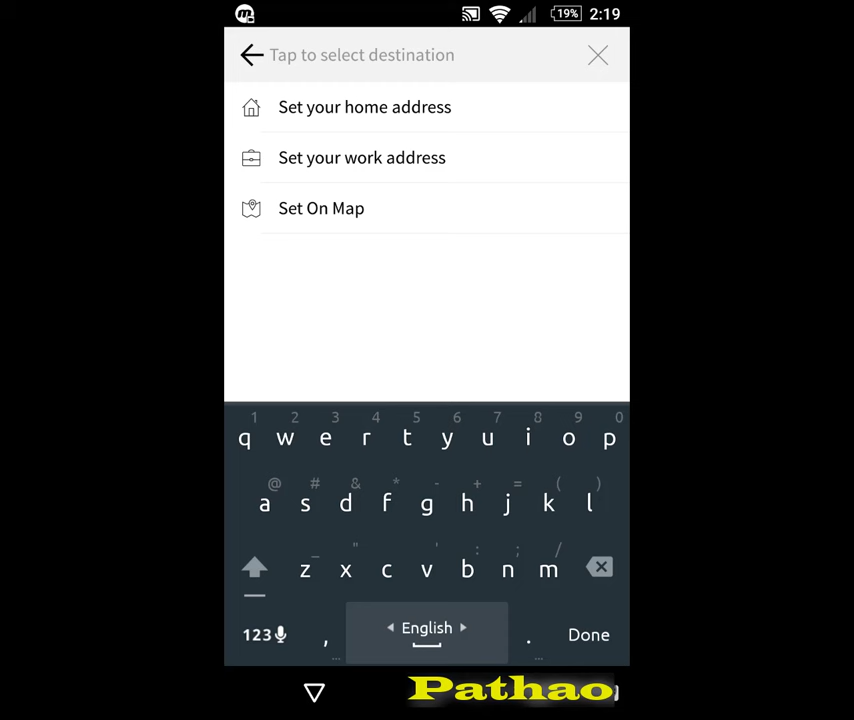 19% 2:19
Tap to select destination
Set your home address
Set your work address
Set On Map
1 2 3 4 5 6 7 8 9 0
q w e r t y u i o p
@ # & * - + = ( )
a s d f g h j k l
_ " ' : ; /
z x c v b n m
123 , English . Done
Pathao